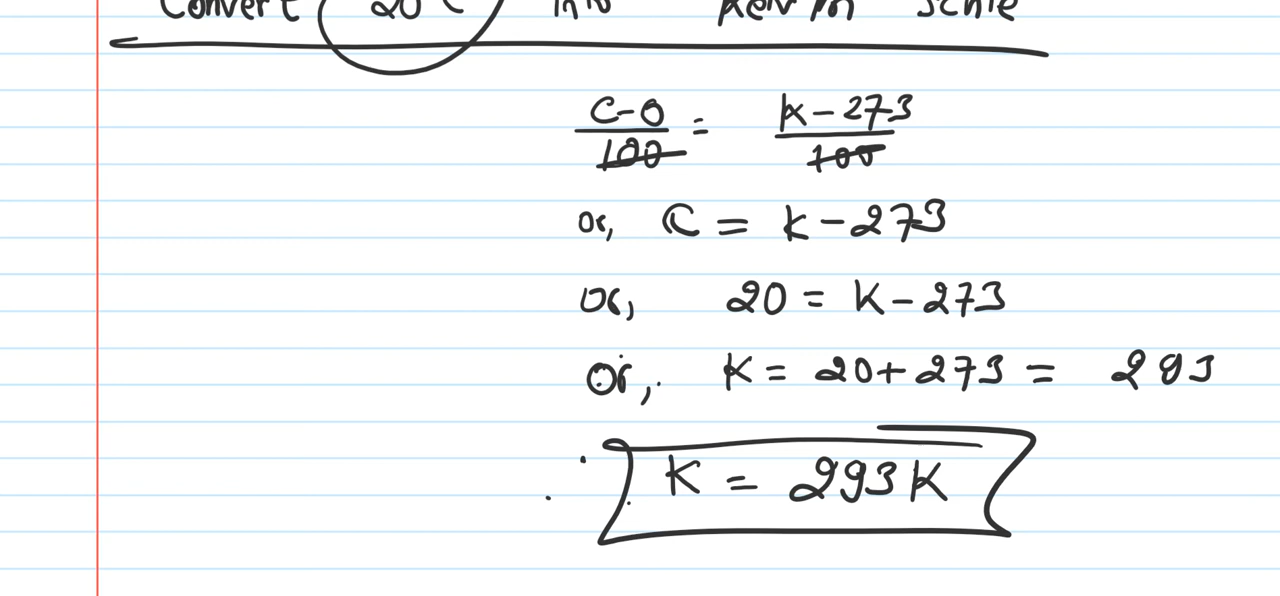 Convert 20°C into Kelvin Scale
C-0/100 = K-273/100
or, C = K-273
or, 20 = K-273
or, K = 20+273 = 293
K = 293K